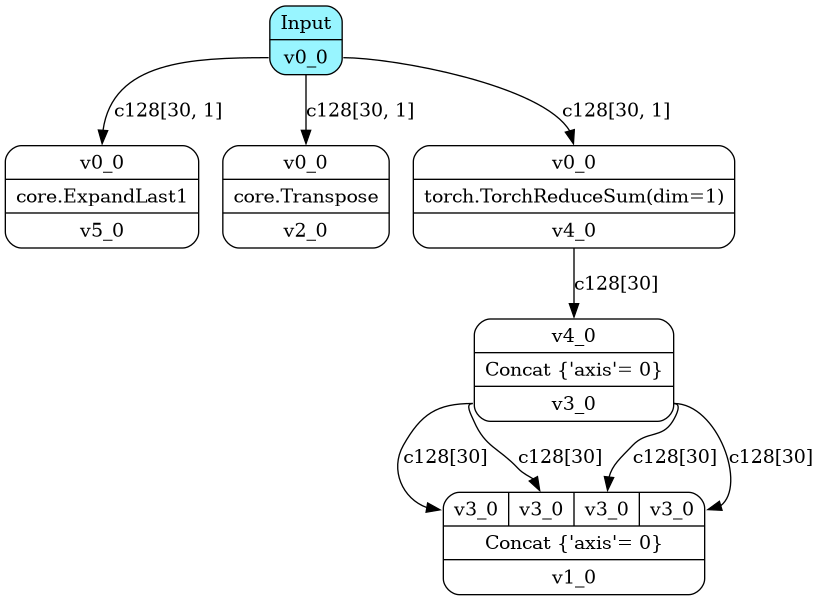 Input
v0_0
c128[30, 1] c128[30, 1] c128[30, 1]
v0_0 v0_0 v0_0
core.ExpandLast1 core.Transpose torch.TorchReduceSum(dim=1)
v5_0 v2_0 v4_0
c128[30]
v4_0
Concat {'axis'= 0}
v3_0
c128[30] c128[30] c128[30] c128[30]
v3_0 v3_0 v3_0 v3_0
Concat {'axis'= 0}
v1_0